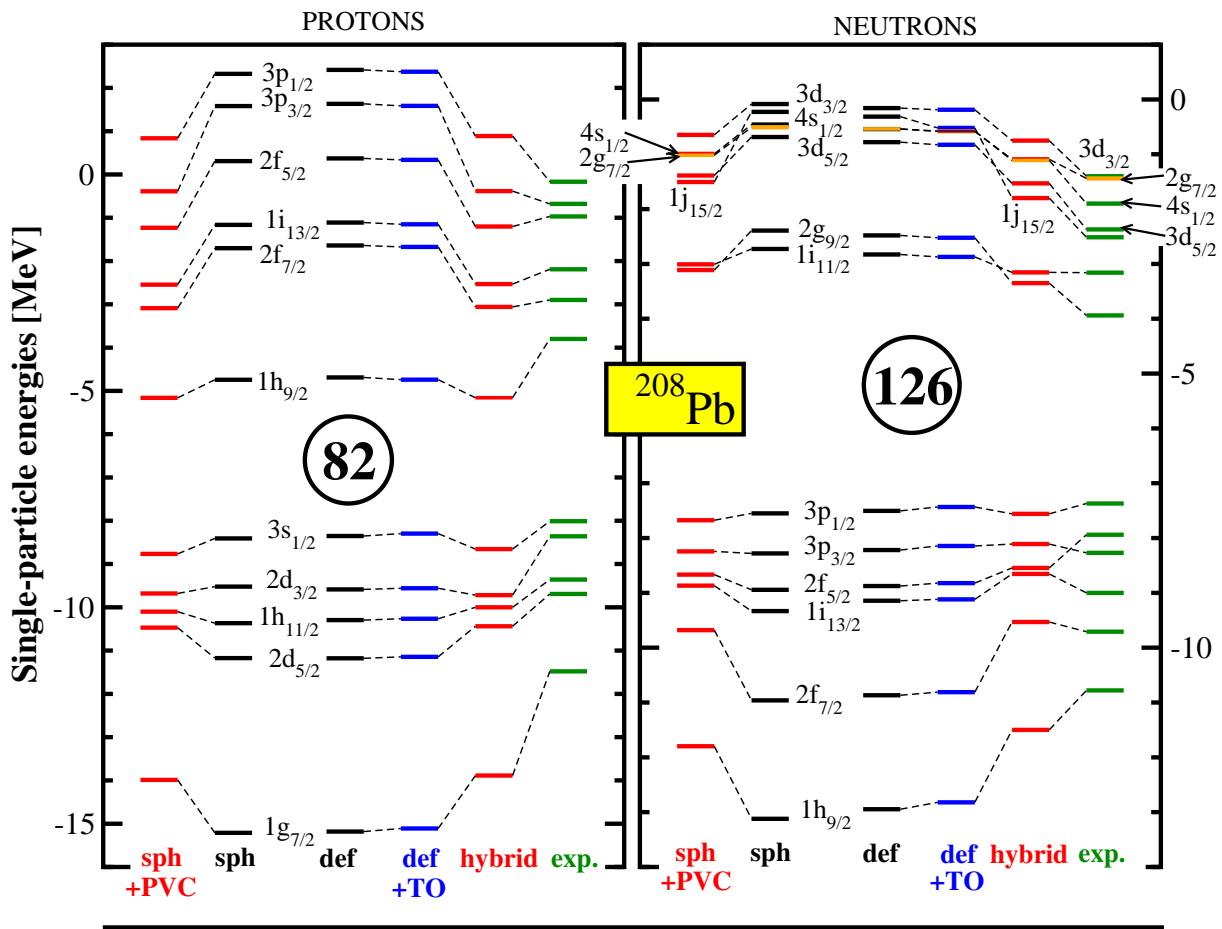 PROTONS
NEUTRONS
Single-particle energies [MeV]
0
-5
-10
-15
3p1/2
3p3/2
2f5/2
1i13/2
2f7/2
1h9/2
82
3s1/2
2d3/2
1h11/2
2d5/2
1g7/2
sph
+PVC
sph
def
def
+TO
hybrid
exp.
208Pb
4s1/2
2g7/2
1j15/2
3d3/2
4s1/2
3d5/2
2g9/2
1i11/2
1j15/2
3d3/2
2g7/2
4s1/2
3d5/2
126
3p1/2
3p3/2
2f5/2
1i13/2
2f7/2
1h9/2
0
-5
-10
sph
+PVC
sph
def
def
+TO
hybrid
exp.